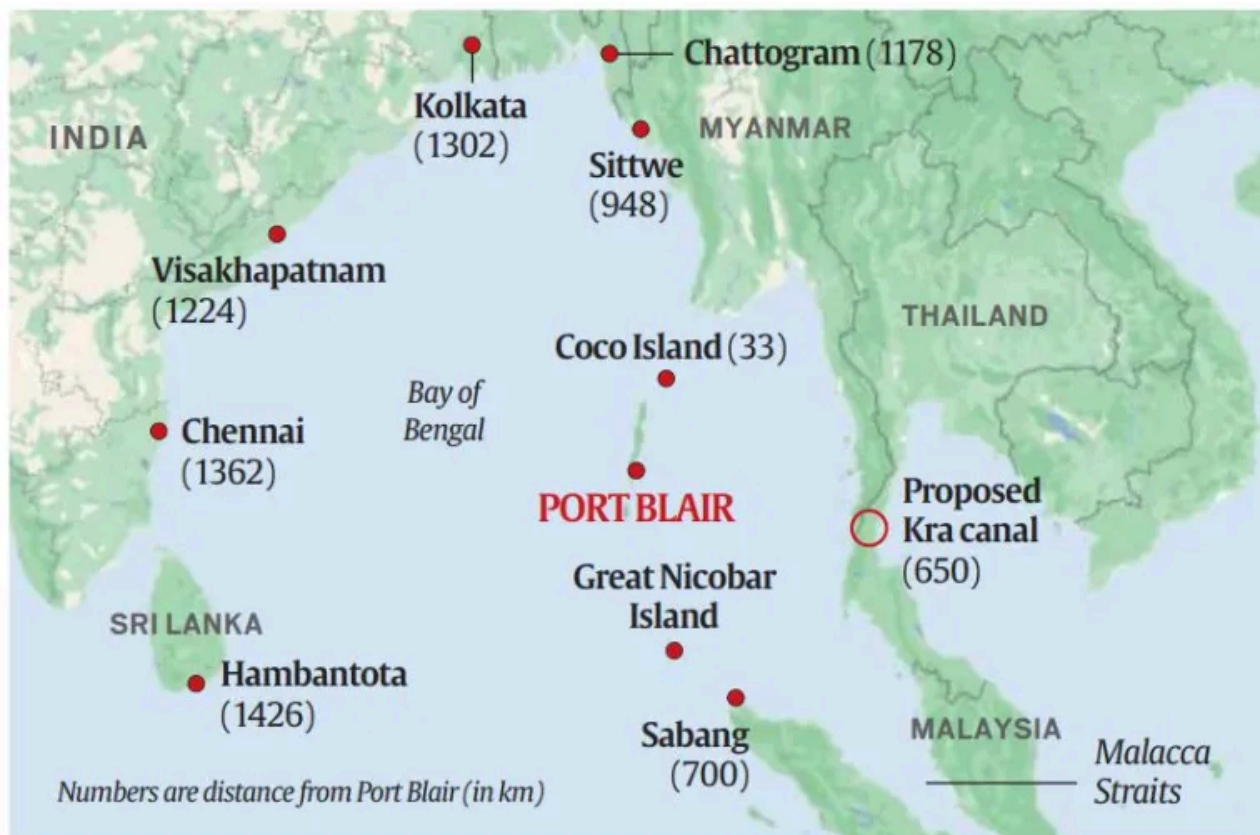 Chattogram (1178)
Kolkata
(1302)
INDIA
MYANMAR
Sittwe
(948)
Visakhapatnam
(1224)
THAILAND
Coco Island (33)
Bay of
Bengal
Chennai
(1362)
PORT BLAIR
Proposed
Kra canal
(650)
Great Nicobar
Island
SRI LANKA
Hambantota
(1426)
Sabang
(700)
MALAYSIA
Malacca
Straits
Numbers are distance from Port Blair (in km)